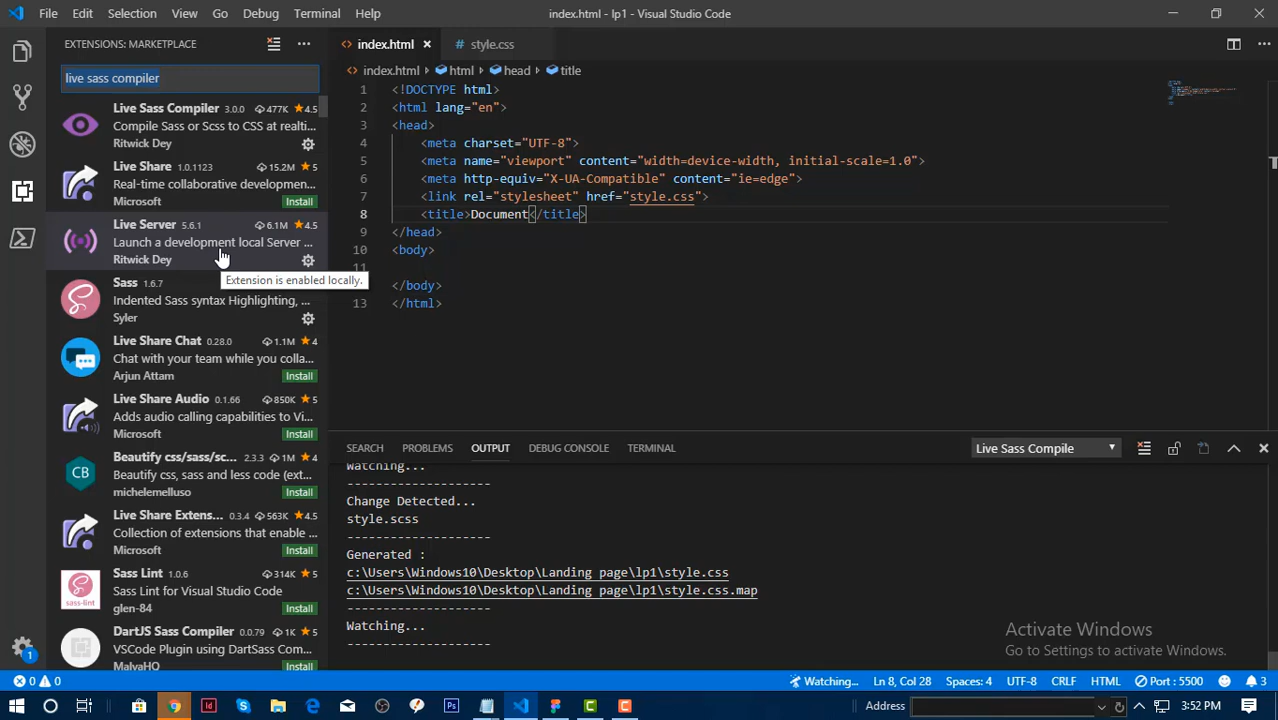 File Edit Selection View Go Debug Terminal Help
index.html - lp1 - Visual Studio Code
EXTENSIONS: MARKETPLACE
live sass compiler
Live Sass Compiler 3.0.0 477K 4.5
Compile Sass or Scss to CSS at realti...
Ritwick Dey
Live Share 1.0.1123 15.2M 5
Real-time collaborative developmen...
Microsoft Install
Live Server 5.6.1 6.1M 4.5
Launch a development local Server ...
Ritwick Dey
Extension is enabled locally.
Sass 1.6.7
Indented Sass syntax Highlighting, ...
Syler
Live Share Chat 0.28.0 1.1M 4
Chat with your team while you colla...
Arjun Attam Install
Live Share Audio 0.1.66 850K 5
Adds audio calling capabilities to Vi...
Microsoft Install
Beautify css/sass/sc... 2.3.3 1M 4
Beautify css, sass and less code (ext...
michelemelluso Install
Live Share Extens... 0.3.4 563K 4.5
Collection of extensions that enable ...
Microsoft Install
Sass Lint 1.0.6 314K 5
Sass Lint for Visual Studio Code
glen-84 Install
DartJS Sass Compiler 0.0.79 1K 5
VSCode Plugin using DartSass Com...
MalvaHQ Install
index.html style.css
index.html html head title
1 <!DOCTYPE html>
2 <html lang="en">
3 <head>
4 <meta charset="UTF-8">
5 <meta name="viewport" content="width=device-width, initial-scale=1.0">
6 <meta http-equiv="X-UA-Compatible" content="ie=edge">
7 <link rel="stylesheet" href="style.css">
8 <title>Document</title>
9 </head>
10 <body>
11
</body>
13 </html>
SEARCH PROBLEMS OUTPUT DEBUG CONSOLE TERMINAL
Live Sass Compile
Watching...
--------------------
Change Detected...
style.scss
--------------------
Generated :
c:\Users\Windows10\Desktop\Landing page\lp1\style.css
c:\Users\Windows10\Desktop\Landing page\lp1\style.css.map
--------------------
Watching...
--------------------
Activate Windows
Go to Settings to activate Windows.
1
0 0 Watching... Ln 8, Col 28 Spaces: 4 UTF-8 CRLF HTML Port : 5500 3
Address 3:52 PM